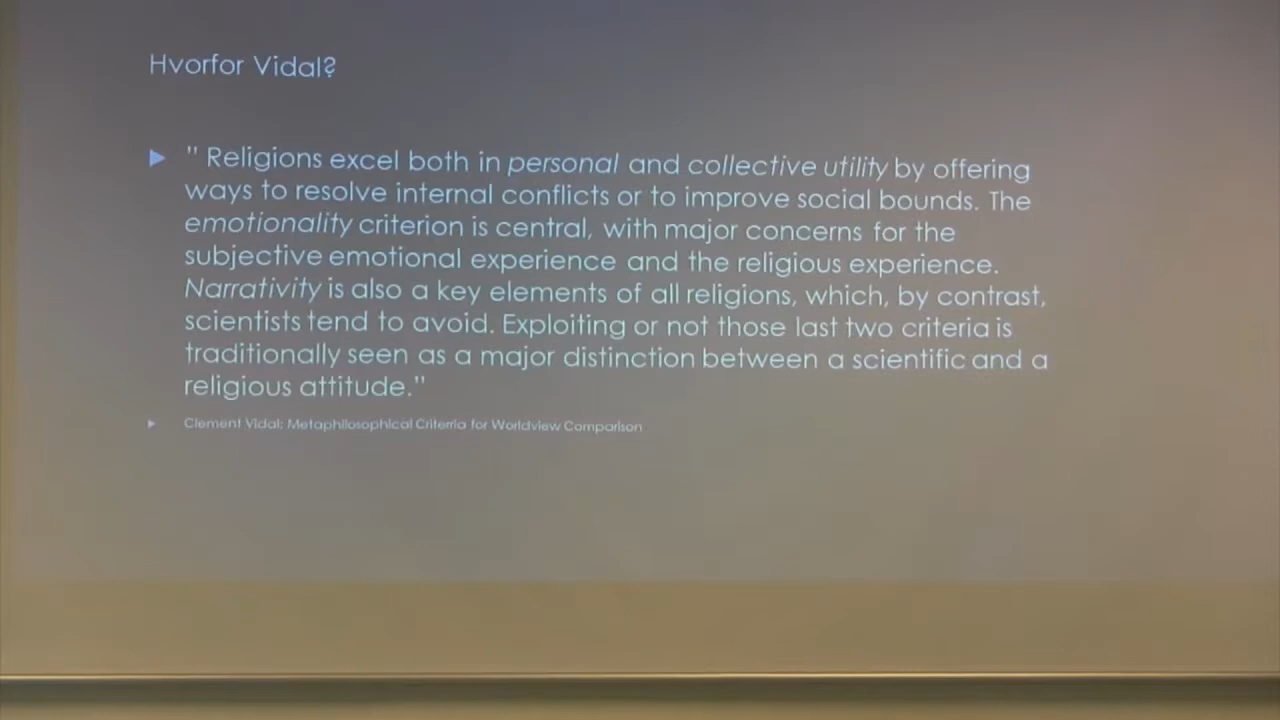 Hvorfor Vidal?
" Religions excel both in personal and collective utility by offering
ways to resolve internal conflicts or to improve social bounds. The
emotionality criterion is central, with major concerns for the
subjective emotional experience and the religious experience.
Narrativity is also a key elements of all religions, which, by contrast,
scientists tend to avoid. Exploiting or not those last two criteria is
traditionally seen as a major distinction between a scientific and a
religious attitude."
Clement Vidal: Metaphilosophical Criterria for Worldview Comparison